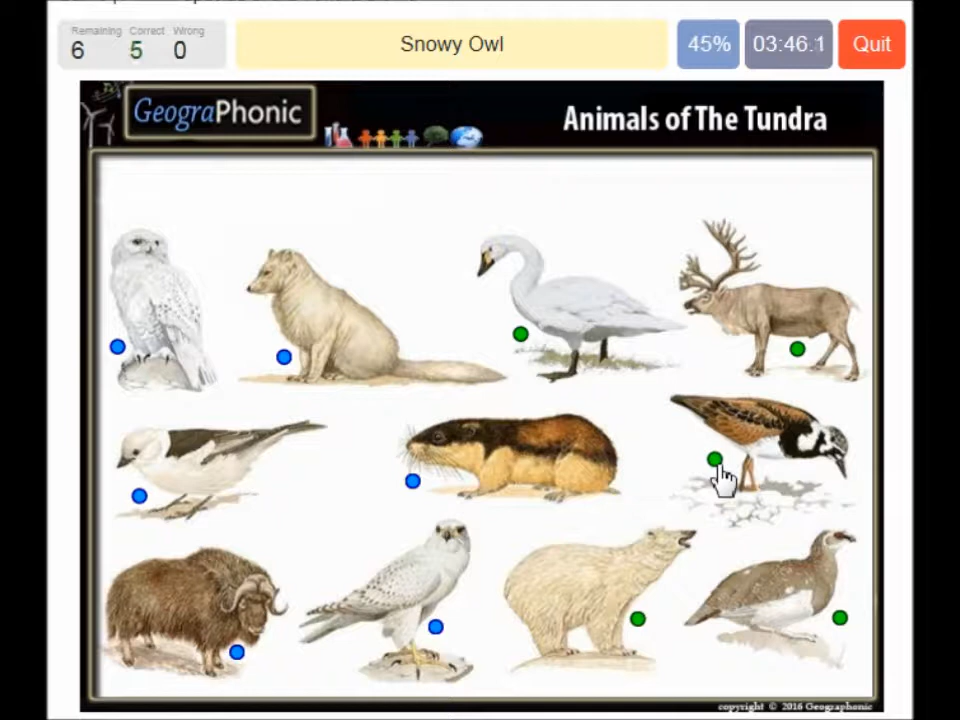 Remaining Correct Wrong
6 5 0
Snowy Owl
45%
03:46.1
Quit
GeograPhonic
Animals of The Tundra
copyright © 2016 Geographonic